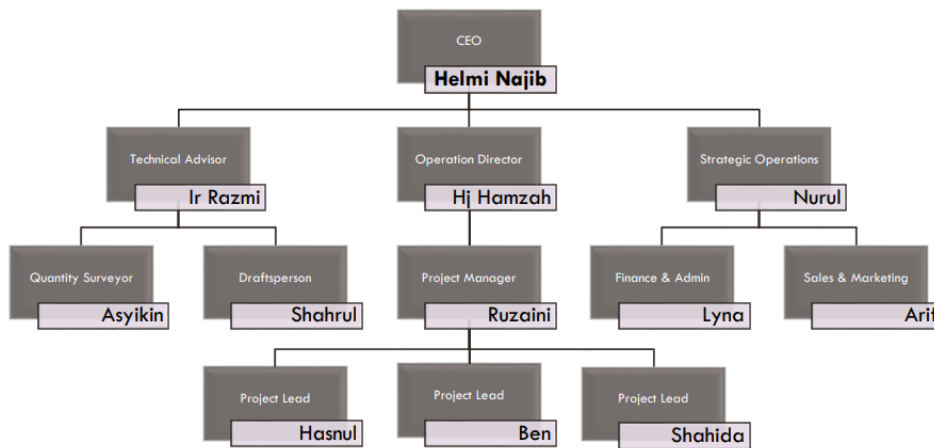 CEO
Helmi Najib
Technical Advisor
Ir Razmi
Operation Director
Hj Hamzah
Strategic Operations
Nurul
Quantity Surveyor
Asyikin
Draftsperson
Shahrul
Project Manager
Ruzaini
Finance & Admin
Lyna
Sales & Marketing
Arif
Project Lead
Hasnul
Project Lead
Ben
Project Lead
Shahida